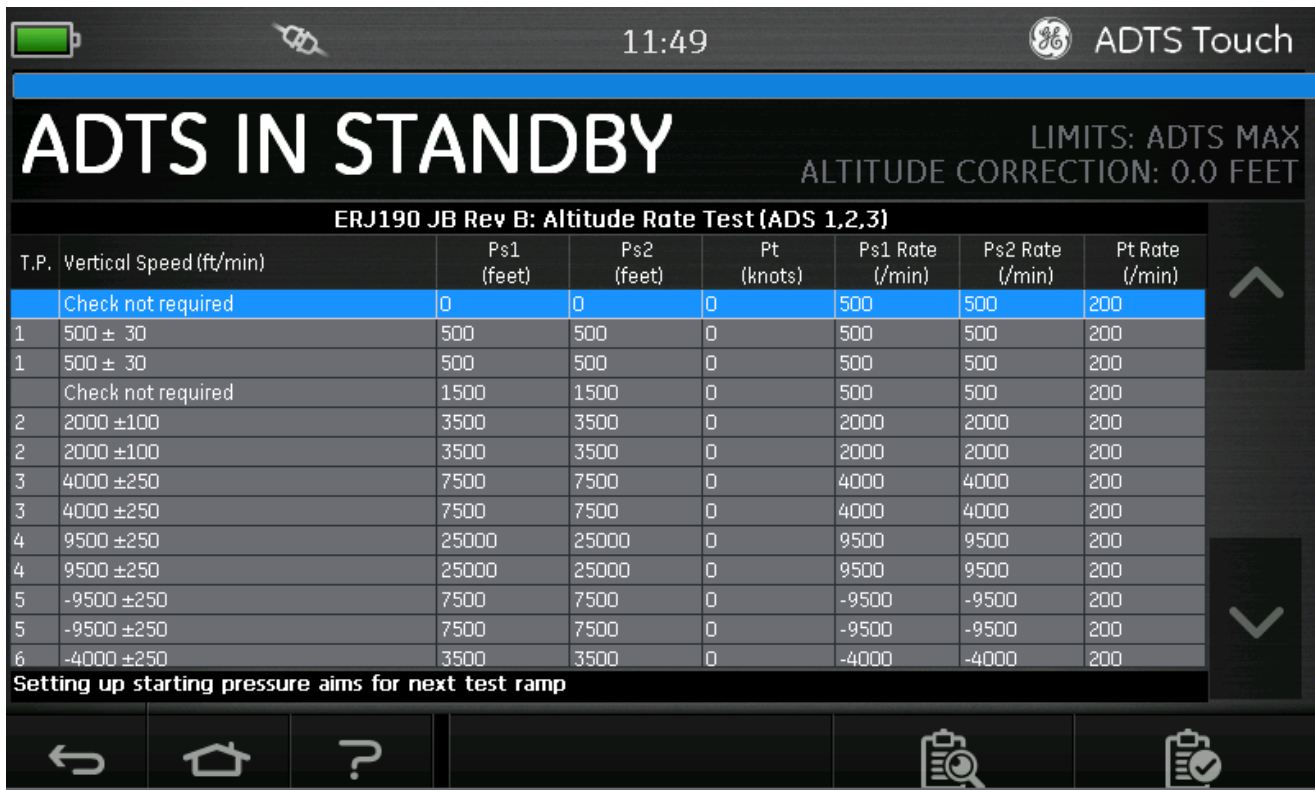 11:49 ADTS Touch
ADTS IN STANDBY
LIMITS: ADTS MAX
ALTITUDE CORRECTION: 0.0 FEET
ERJ190 JB Rev B: Altitude Rate Test (ADS 1,2,3)
T.P. Vertical Speed (ft/min) Ps1 (feet) Ps2 (feet) Pt (knots) Ps1 Rate (/min) Ps2 Rate (/min) Pt Rate (/min)
Check not required 0 0 0 500 500 200
1 500 ± 30 500 500 0 500 500 200
1 500 ± 30 500 500 0 500 500 200
Check not required 1500 1500 0 500 500 200
2 2000 ±100 3500 3500 0 2000 2000 200
2 2000 ±100 3500 3500 0 2000 2000 200
3 4000 ±250 7500 7500 0 4000 4000 200
3 4000 ±250 7500 7500 0 4000 4000 200
4 9500 ±250 25000 25000 0 9500 9500 200
4 9500 ±250 25000 25000 0 9500 9500 200
5 -9500 ±250 7500 7500 0 -9500 -9500 200
5 -9500 ±250 7500 7500 0 -9500 -9500 200
6 -4000 ±250 3500 3500 0 -4000 -4000 200
Setting up starting pressure aims for next test ramp
?